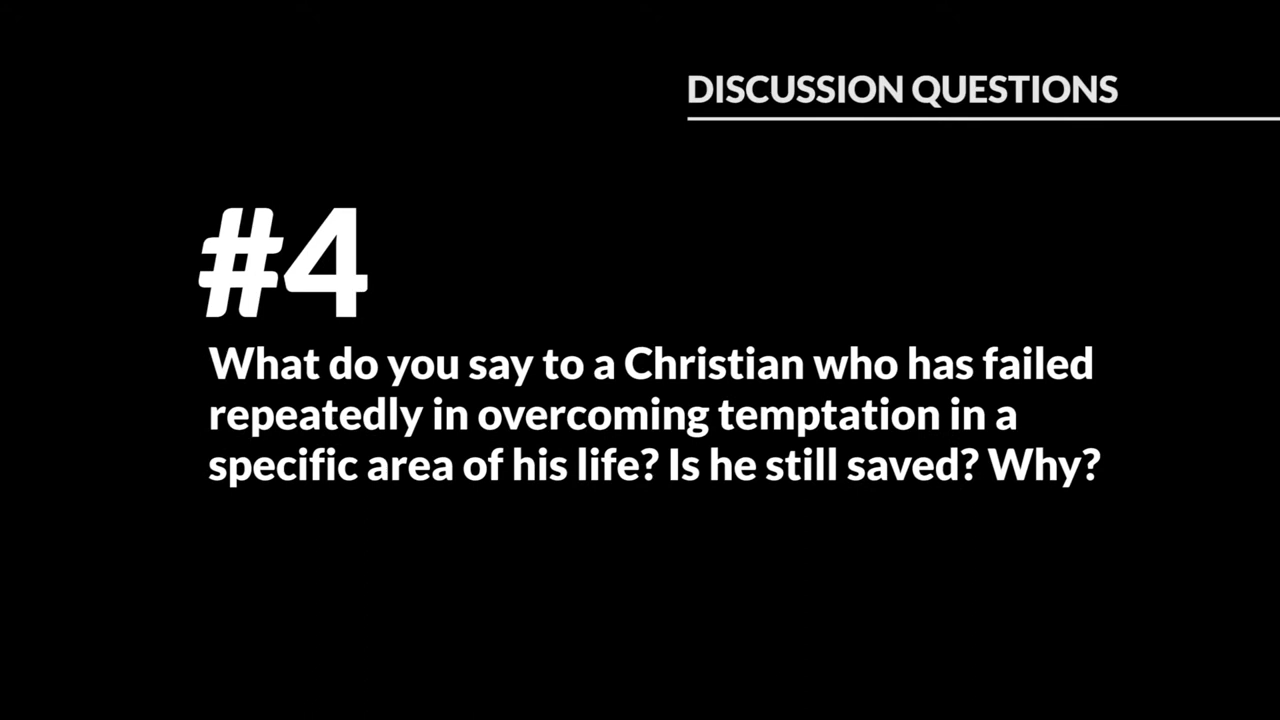 DISCUSSION QUESTIONS
#4
What do you say to a Christian who has failed
repeatedly in overcoming temptation in a
specific area of his life? Is he still saved? Why?